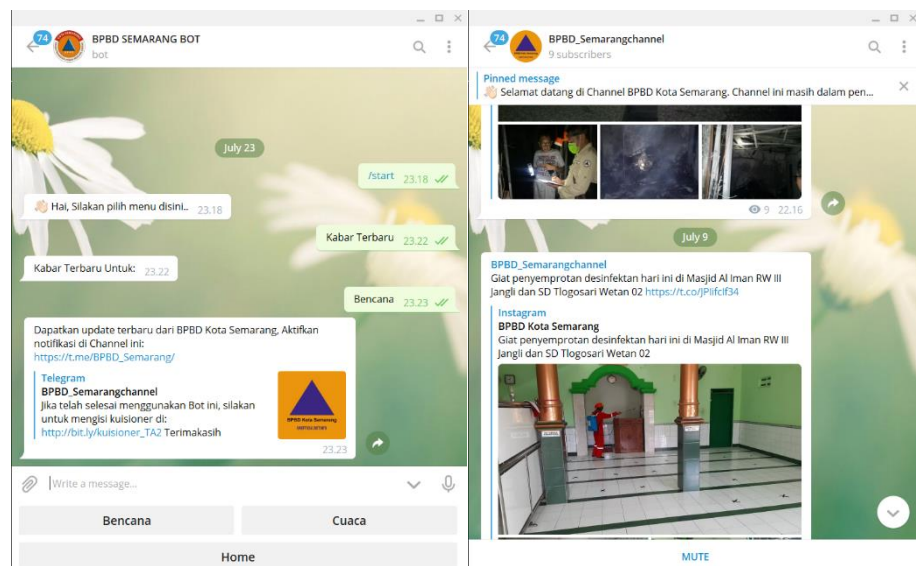 74
BPBD SEMARANG BOT
bot
July 23
/start 23.18
Hai, Silakan pilih menu disini.. 23.18
Kabar Terbaru 23.22
Kabar Terbaru Untuk: 23.22
Bencana 23.23
Dapatkan update terbaru dari BPBD Kota Semarang, Aktifkan
notifikasi di Channel ini:
https://t.me/BPBD_Semarang/
Telegram
BPBD_Semarangchannel
Jika telah selesai menggunakan Bot ini, silakan
untuk mengisi kuisioner di:
http://bit.ly/kuisioner_TA2 Terimakasih
BPBD Kota Semarang
23.23
Write a message...
Bencana
Cuaca
Home
74
BPBD_Semarangchannel
9 subscribers
Pinned message
Selamat datang di Channel BPBD Kota Semarang. Channel ini masih dalam pen...
9 22.16
July 9
BPBD_Semarangchannel
Giat penyemprotan desinfektan hari ini di Masjid Al Iman RW III
Jangli dan SD Tlogosari Wetan 02
Instagram
BPBD Kota Semarang
Giat penyemprotan desinfektan hari ini di Masjid Al Iman RW III
Jangli dan SD Tlogosari Wetan 02
MUTE